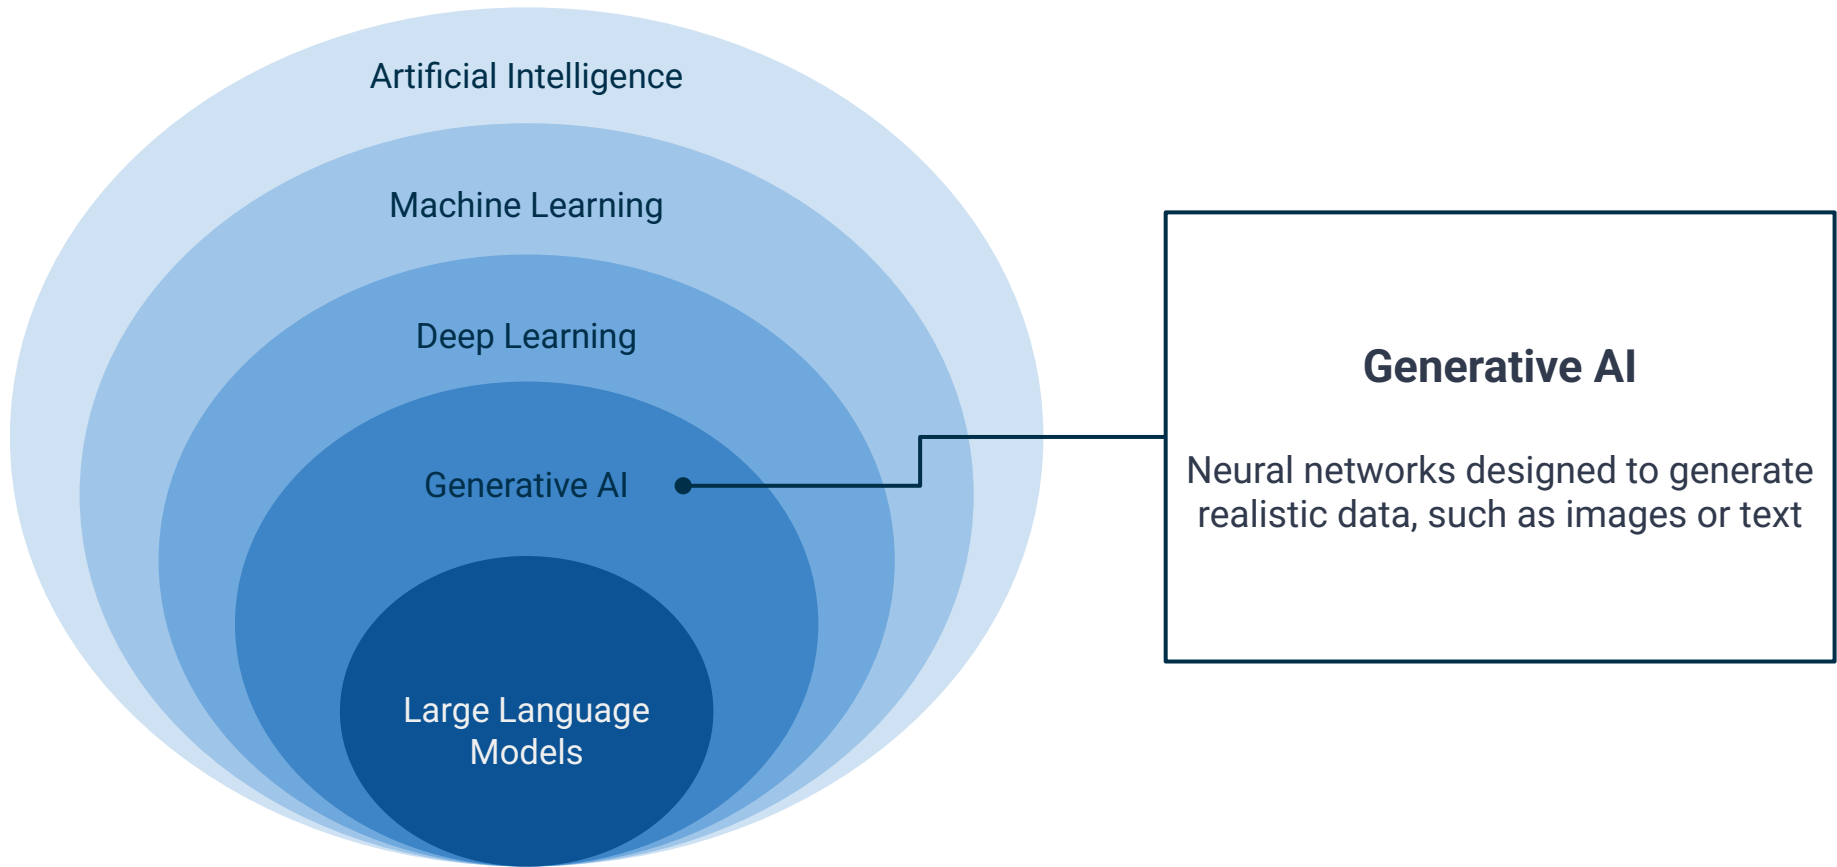 Artificial Intelligence
Machine Learning
Deep Learning
Generative AI
Large Language
Models
Generative AI
Neural networks designed to generate
realistic data, such as images or text